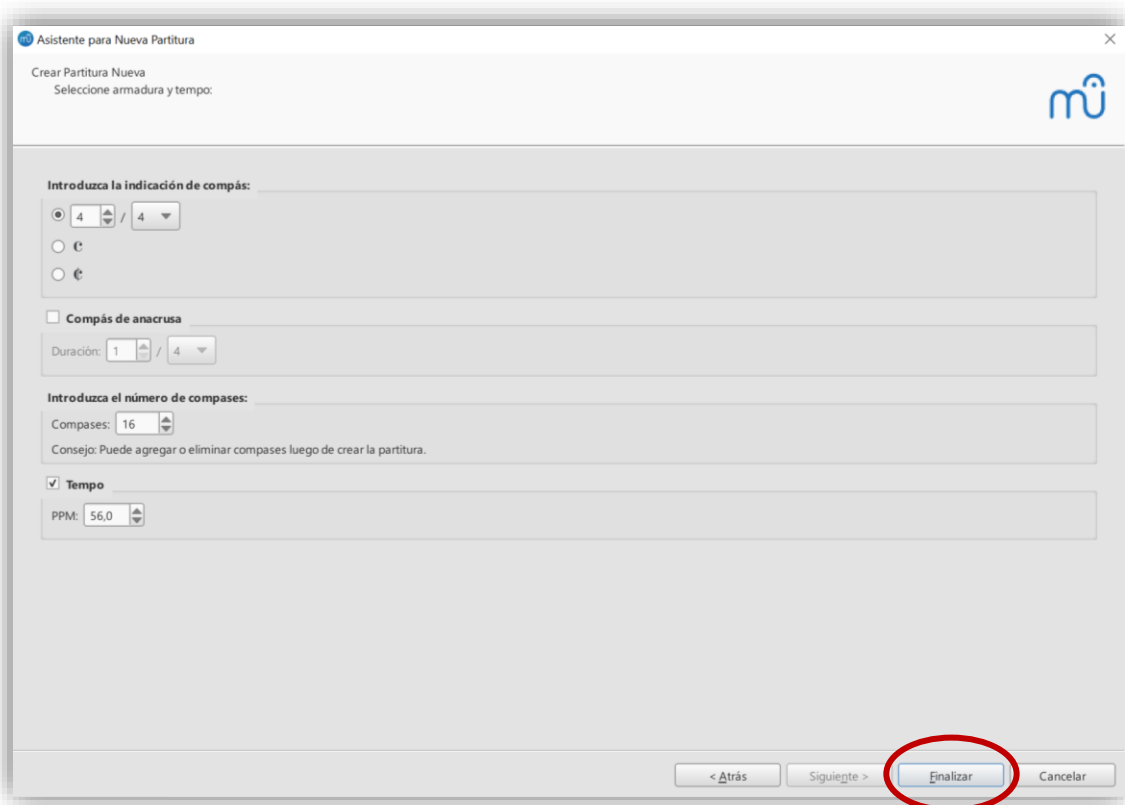 Asistente para Nueva Partitura
Crear Partitura Nueva
Seleccione armadura y tempo:
Introduzca la indicación de compás:
4 / 4
Compás de anacrusa
Duración: 1 / 4
Introduzca el número de compases:
Compases: 16
Consejo: Puede agregar o eliminar compases luego de crear la partitura.
Tempo
PPM: 56,0
< Atrás Siguiente > Finalizar Cancelar